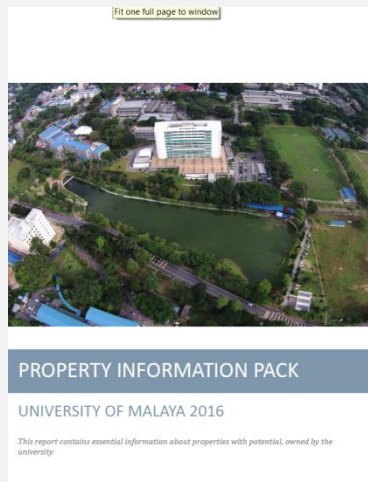 Fit one full page to window
PROPERTY INFORMATION PACK
UNIVERSITY OF MALAYA 2016
This report contains essential information about properties with potential, owned by the
university